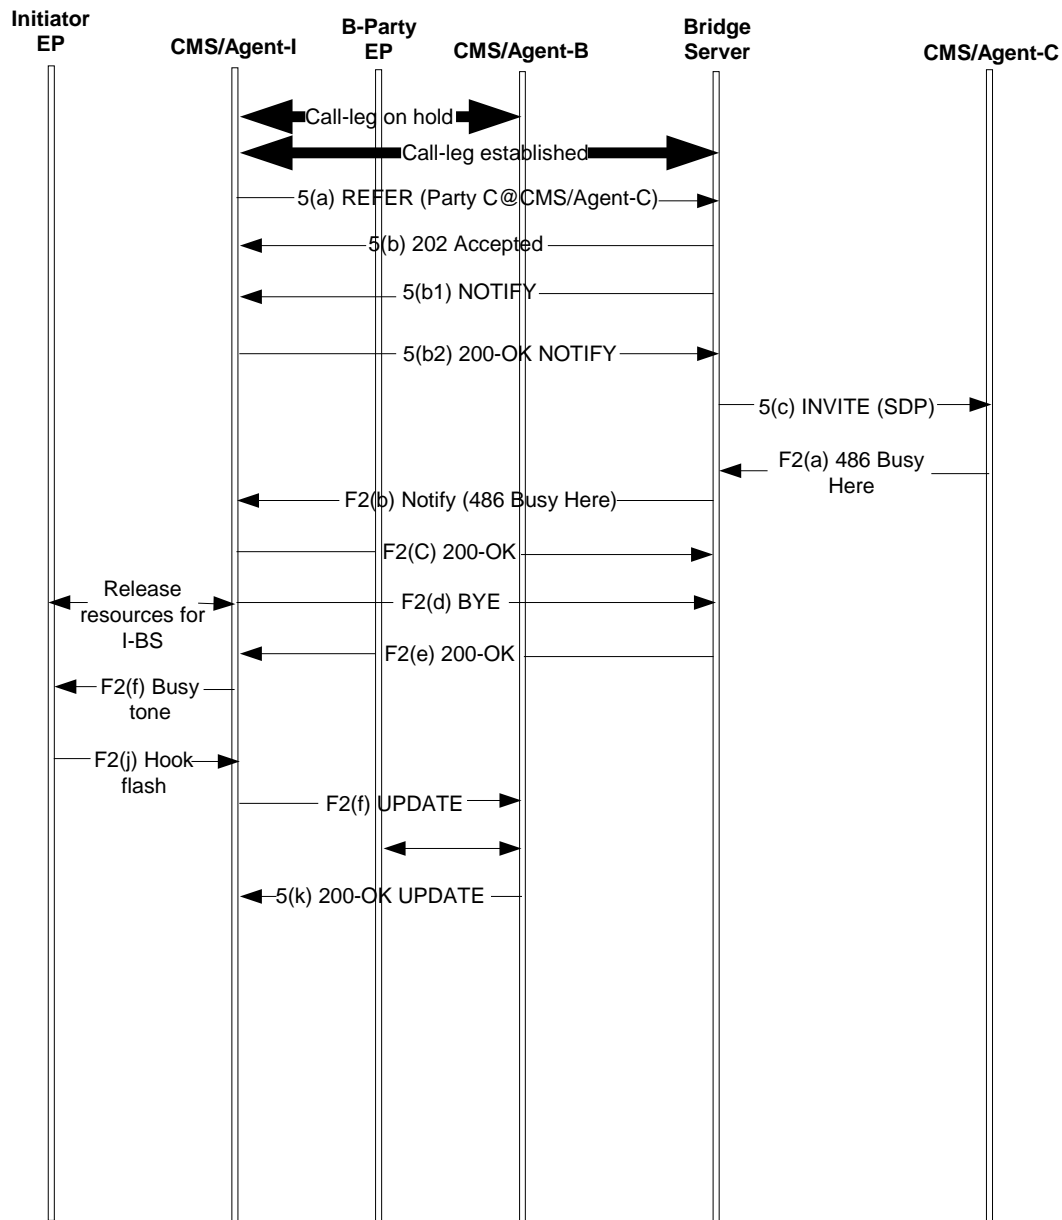 Initiator
EP
CMS/Agent-I
B-Party
EP
CMS/Agent-B
Bridge
Server
CMS/Agent-C
Call-leg on hold
Call-leg established
5(a) REFER (Party C@CMS/Agent-C)
5(b) 202 Accepted
5(b1) NOTIFY
5(b2) 200-OK NOTIFY
5(c) INVITE (SDP)
F2(a) 486 Busy
Here
F2(b) Notify (486 Busy Here)
F2(C) 200-OK
Release
resources for
I-BS
F2(d) BYE
F2(e) 200-OK
F2(f) Busy
tone
F2(j) Hook
flash
F2(f) UPDATE
5(k) 200-OK UPDATE